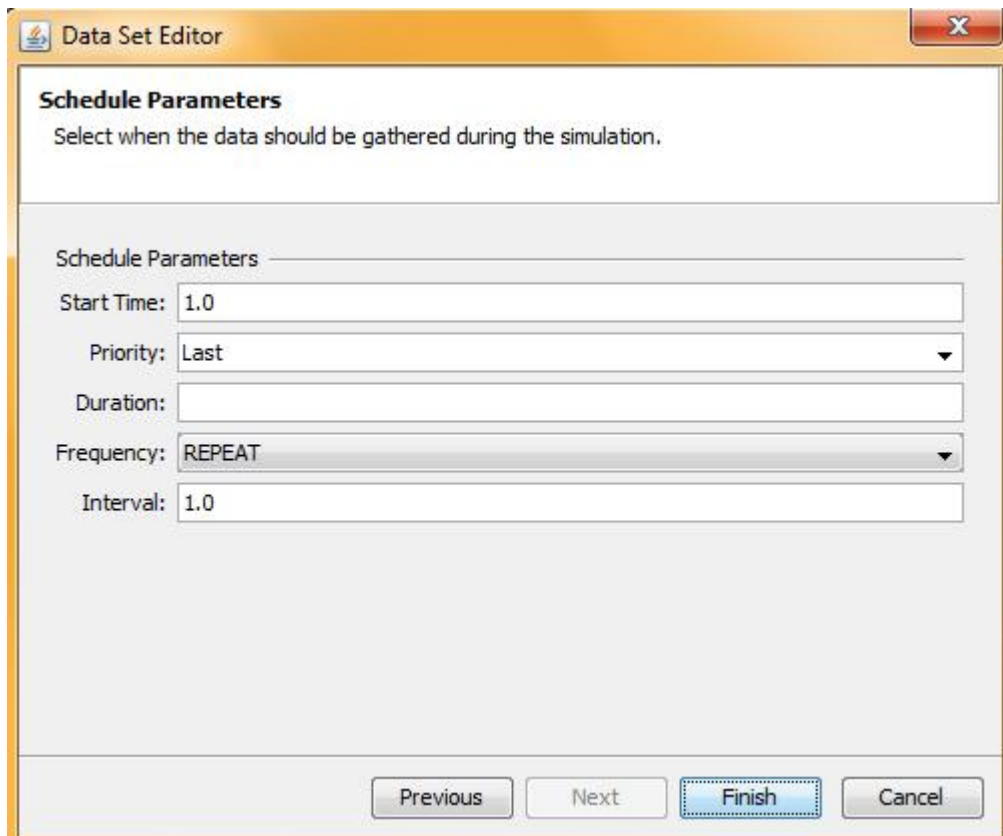 Data Set Editor
X
Schedule Parameters
Select when the data should be gathered during the simulation.
Schedule Parameters
Start Time: 1.0
Priority: Last
Duration:
Frequency: REPEAT
Interval: 1.0
Previous Next Finish Cancel